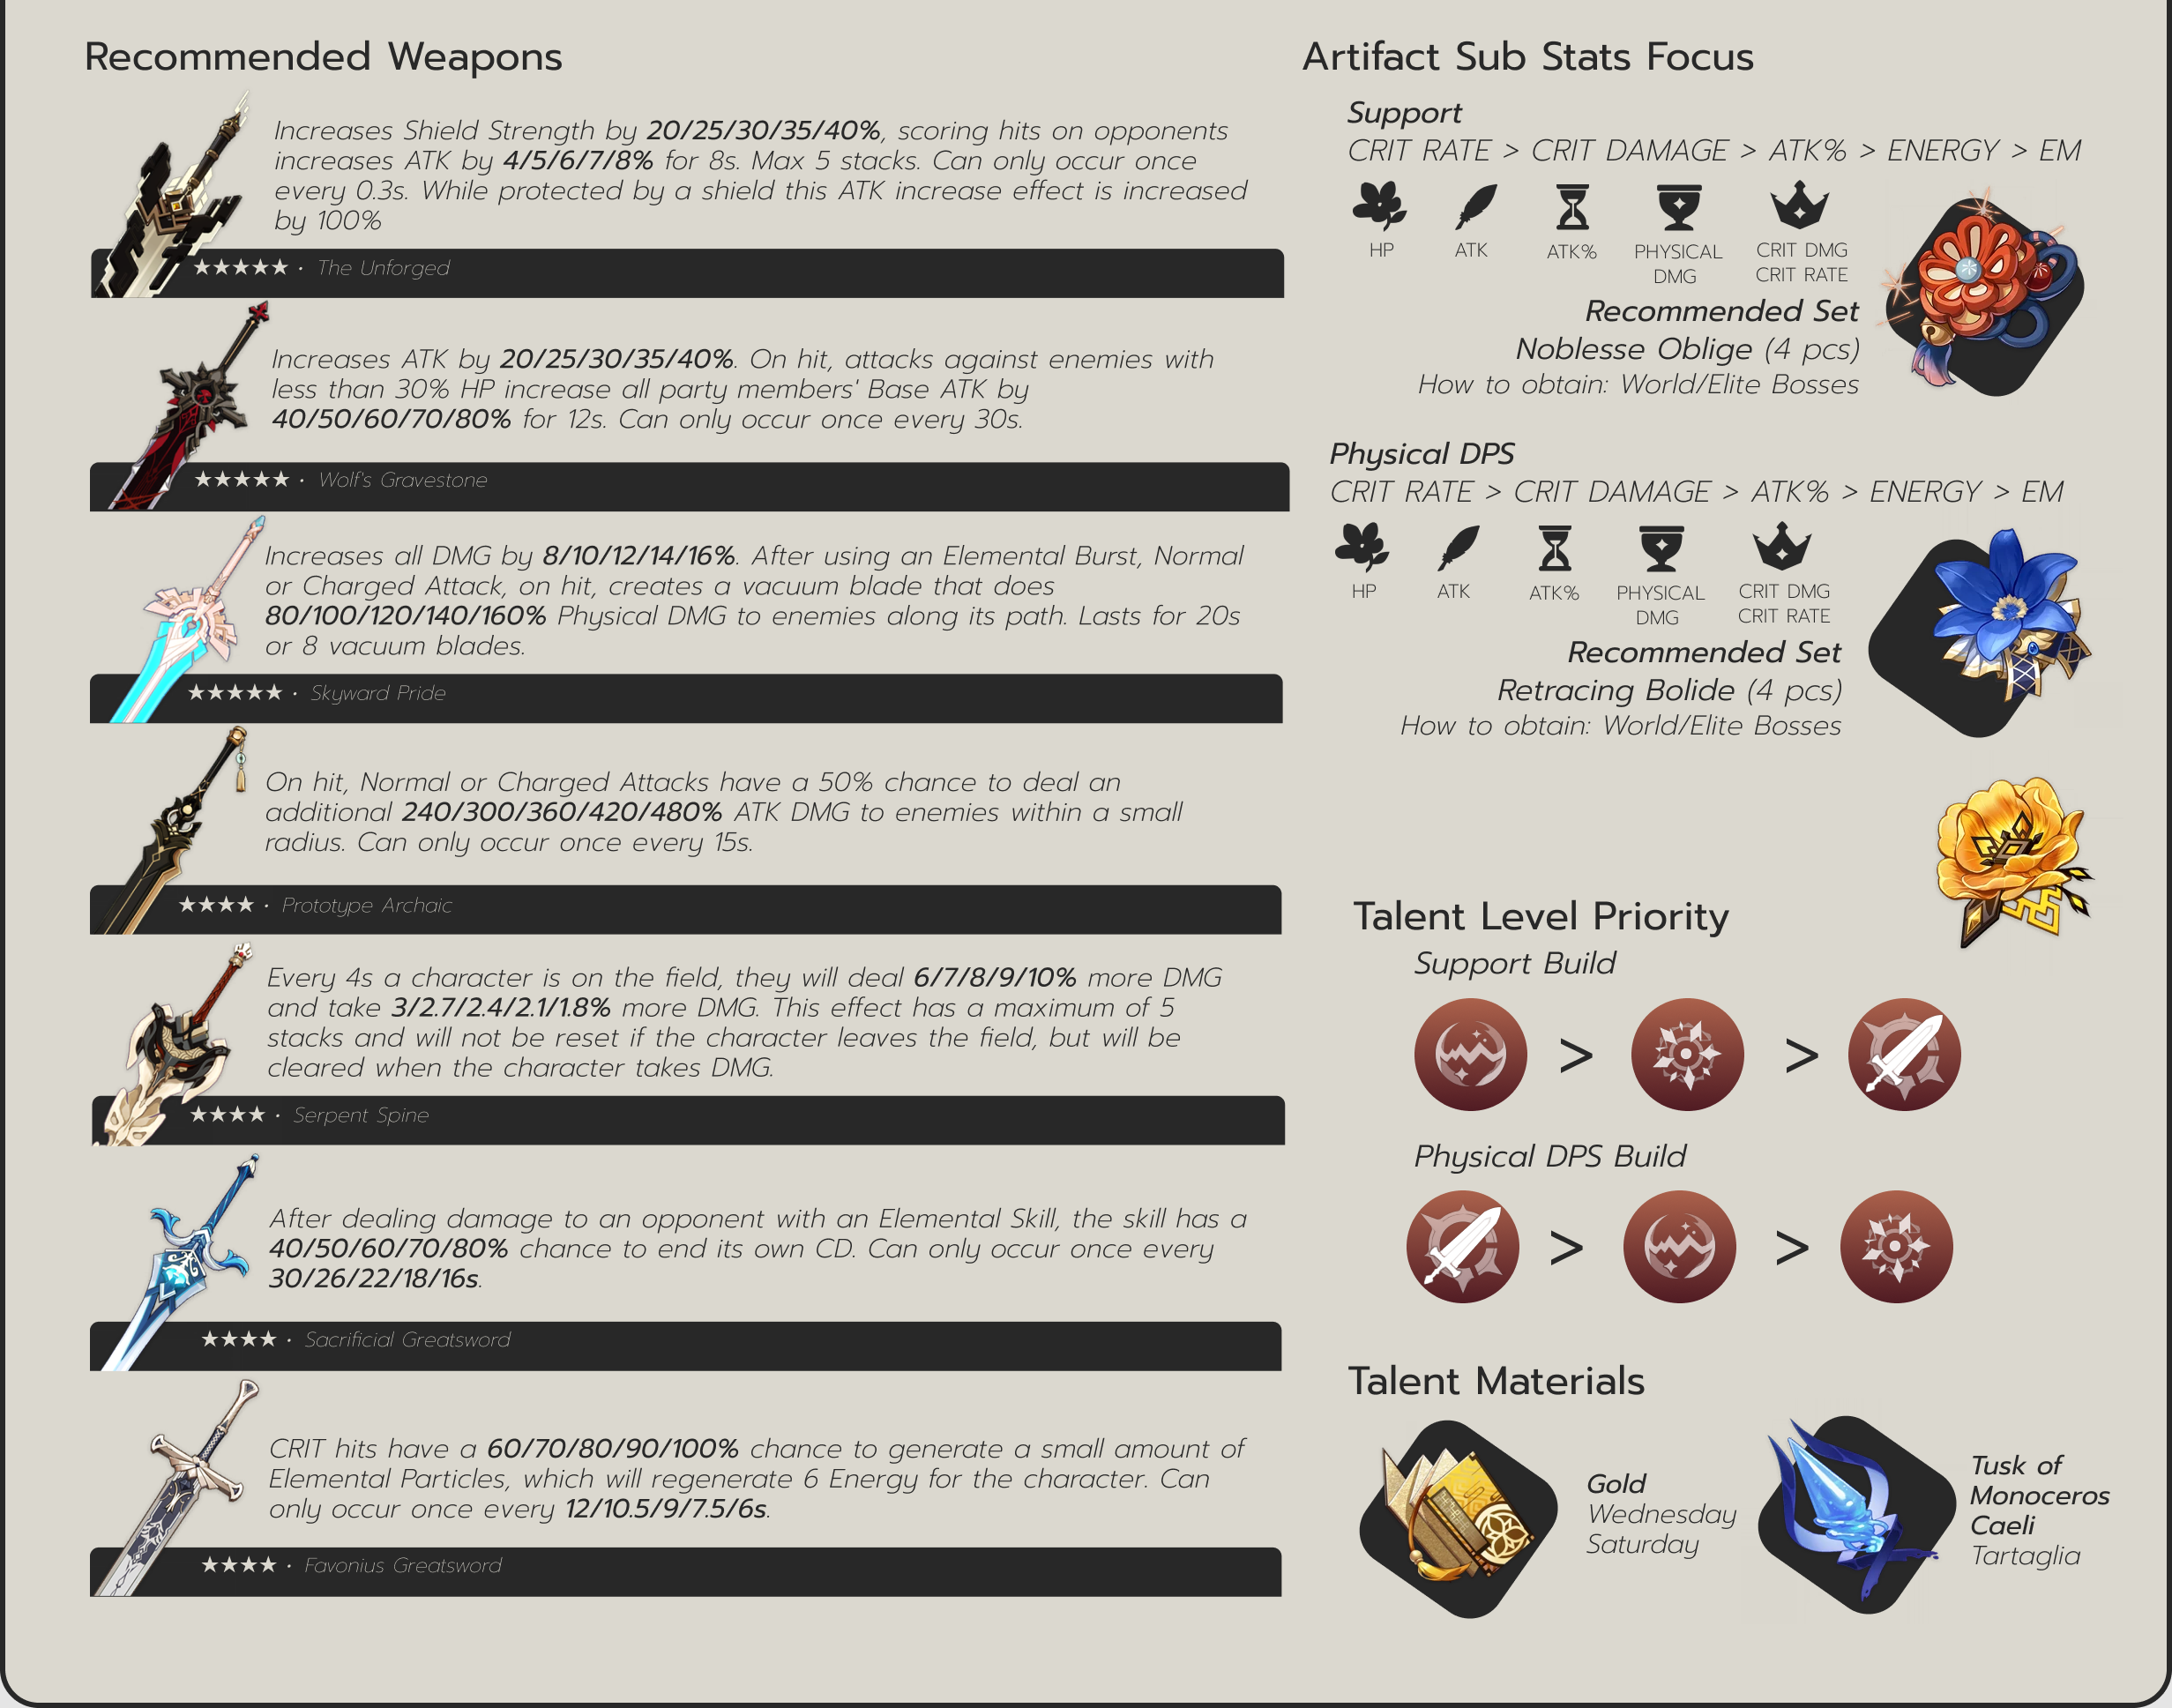 Recommended Weapons
Increases Shield Strength by 20/25/30/35/40%, scoring hits on opponents
increases ATK by 4/5/6/7/8% for 8s. Max 5 stacks. Can only occur once
every 0.3s. While protected by a shield this ATK increase effect is increased
by 100%
★★★★★ • The Unforged
Increases ATK by 20/25/30/35/40%. On hit, attacks against enemies with
less than 30% HP increase all party members' Base ATK by
40/50/60/70/80% for 12s. Can only occur once every 30s.
★★★★★ • Wolf's Gravestone
Increases all DMG by 8/10/12/14/16%. After using an Elemental Burst, Normal
or Charged Attack, on hit, creates a vacuum blade that does
80/100/120/140/160% Physical DMG to enemies along its path. Lasts for 20s
or 8 vacuum blades.
★★★★★ • Skyward Pride
On hit, Normal or Charged Attacks have a 50% chance to deal an
additional 240/300/360/420/480% ATK DMG to enemies within a small
radius. Can only occur once every 15s.
★★★★ • Prototype Archaic
Every 4s a character is on the field, they will deal 6/7/8/9/10% more DMG
and take 3/2.7/2.4/2.1/1.8% more DMG. This effect has a maximum of 5
stacks and will not be reset if the character leaves the field, but will be
cleared when the character takes DMG.
★★★★ • Serpent Spine
After dealing damage to an opponent with an Elemental Skill, the skill has a
40/50/60/70/80% chance to end its own CD. Can only occur once every
30/26/22/18/16s.
★★★★ • Sacrificial Greatsword
CRIT hits have a 60/70/80/90/100% chance to generate a small amount of
Elemental Particles, which will regenerate 6 Energy for the character. Can
only occur once every 12/10.5/9/7.5/6s.
★★★★ • Favonius Greatsword
Artifact Sub Stats Focus
Support
CRIT RATE > CRIT DAMAGE > ATK% > ENERGY > EM
HP ATK ATK% PHYSICAL CRIT DMG
DMG CRIT RATE
Recommended Set
Noblesse Oblige (4 pcs)
How to obtain: World/Elite Bosses
Physical DPS
CRIT RATE > CRIT DAMAGE > ATK% > ENERGY > EM
HP ATK ATK% PHYSICAL CRIT DMG
DMG CRIT RATE
Recommended Set
Retracing Bolide (4 pcs)
How to obtain: World/Elite Bosses
Talent Level Priority
Support Build
> >
Physical DPS Build
> >
Talent Materials
Gold
Wednesday
Saturday
Tusk of
Monoceros
Caeli
Tartaglia